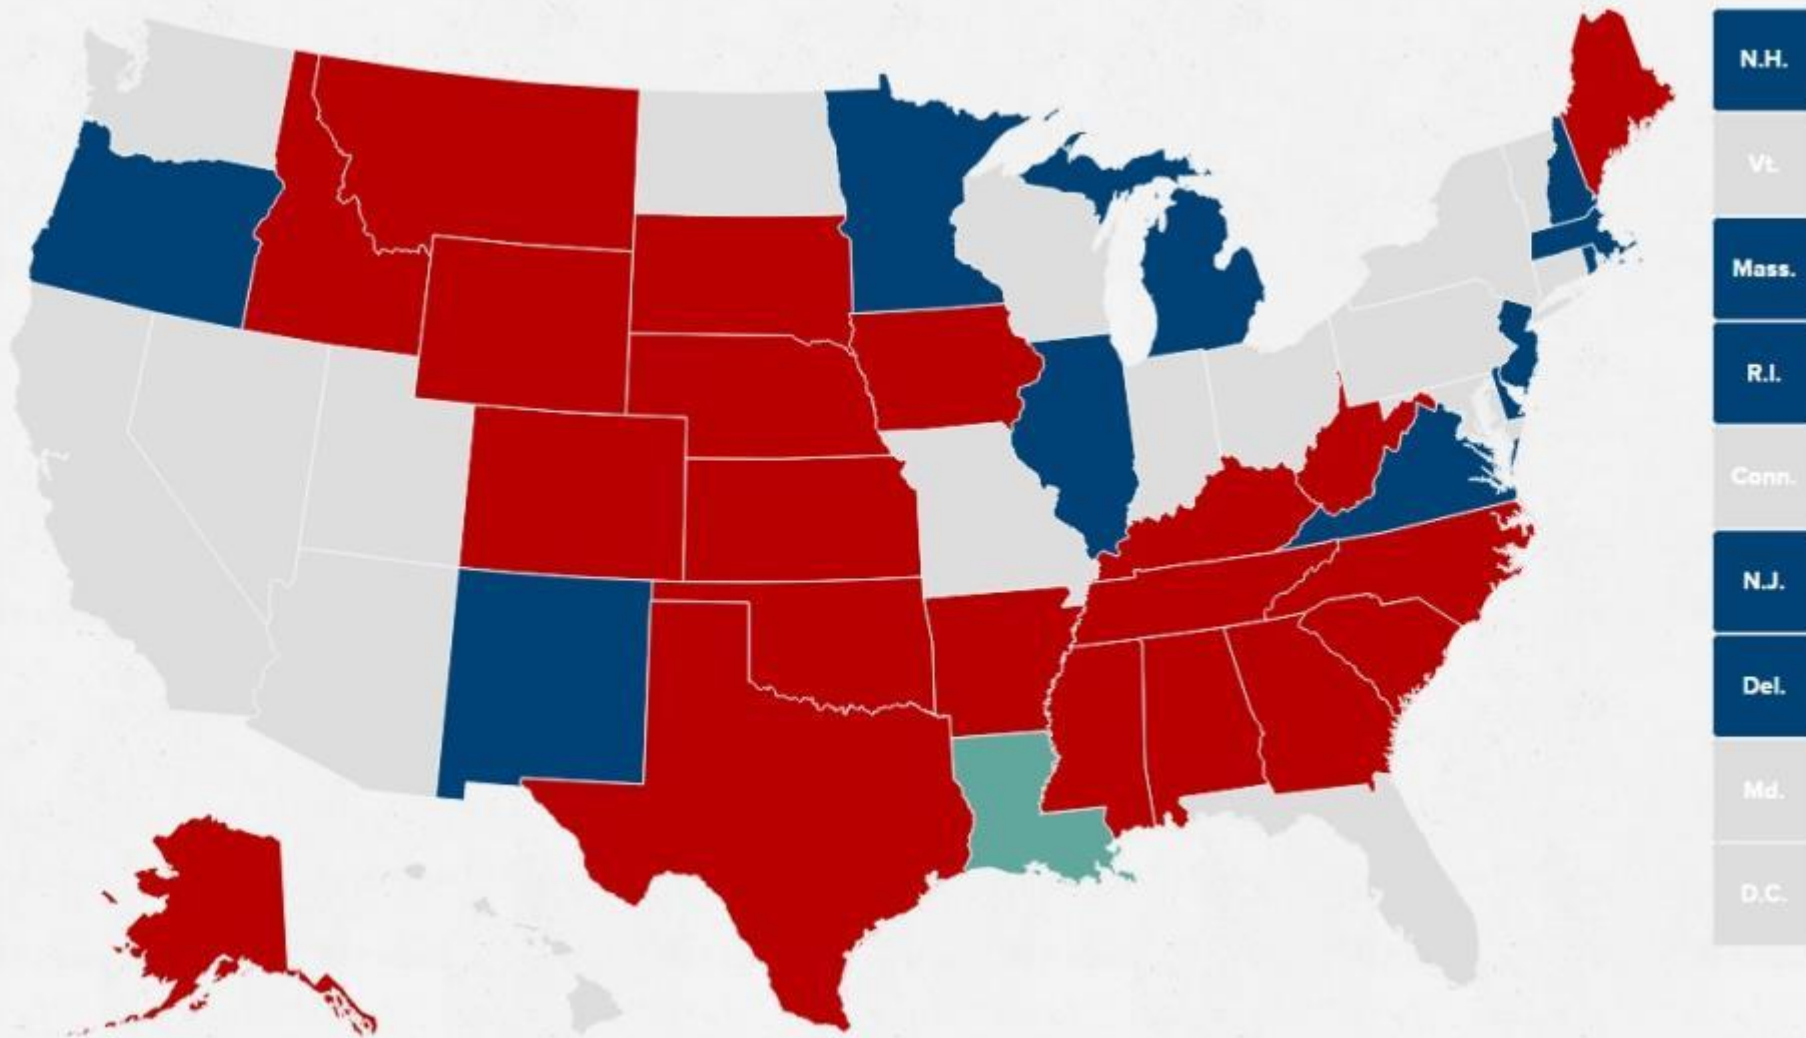 N.H.
Vt.
Mass.
R.I.
Conn.
N.J.
Del.
Md.
D.C.